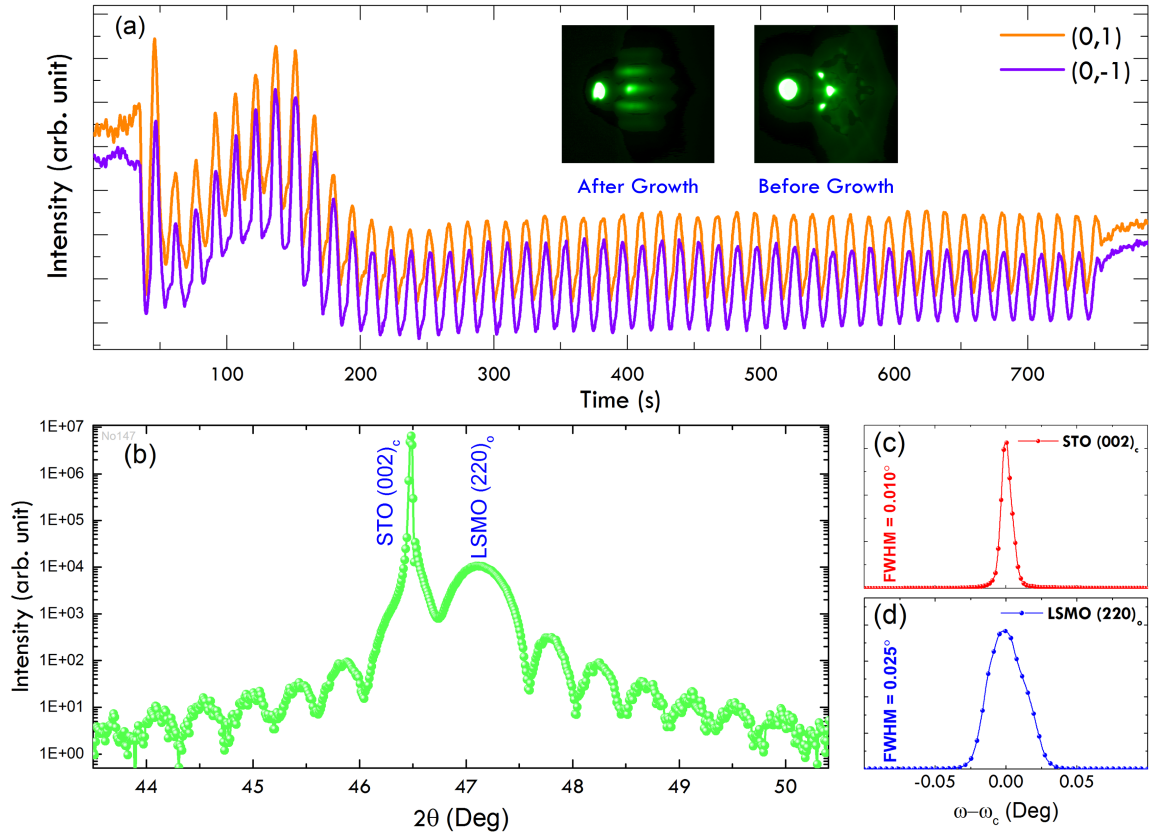 (a)
(0,1)
(0,-1)
After Growth
Before Growth
Intensity (arb. unit)
100 200 300 400 500 600 700
Time (s)
1E+07
1E+06
1E+05
1E+04
1E+03
1E+02
1E+01
1E+00
No147
(b)
STO (002)c
LSMO (220)o
Intensity (arb. unit)
44 45 46 47 48 49 50
2θ (Deg)
(c)
STO (002)c
FWHM = 0.010°
(d)
LSMO (220)o
FWHM = 0.025°
-0.05 0.00 0.05
ω−ωc (Deg)